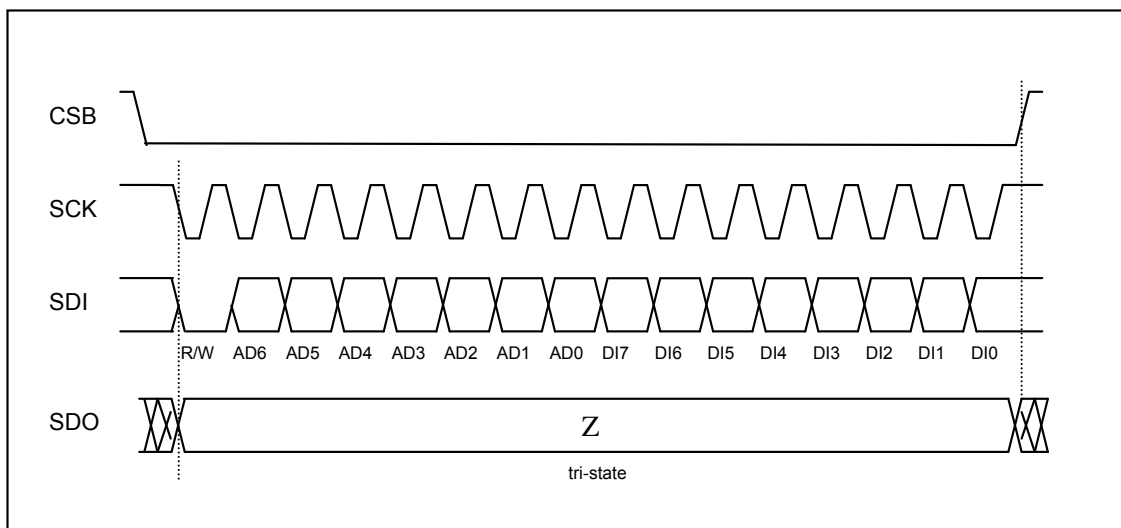 CSB
SCK
SDI
R/W AD6 AD5 AD4 AD3 AD2 AD1 AD0 DI7 DI6 DI5 DI4 DI3 DI2 DI1 DI0
SDO
Z
tri-state